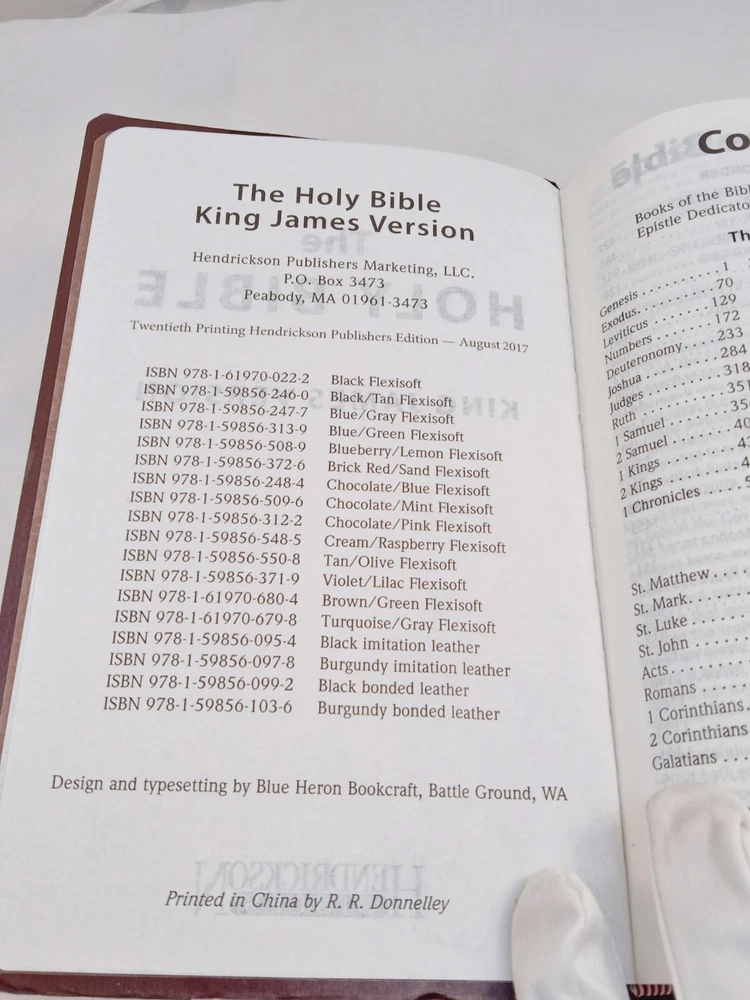 The Holy Bible
King James Version
Hendrickson Publishers Marketing, LLC.
P.O. Box 3473
Peabody, MA 01961-3473
Twentieth Printing Hendrickson Publishers Edition — August 2017
ISBN 978-1-61970-022-2 Black Flexisoft
ISBN 978-1-59856-246-0 Black/Tan Flexisoft
ISBN 978-1-59856-247-7 Blue/Gray Flexisoft
ISBN 978-1-59856-313-9 Blue/Green Flexisoft
ISBN 978-1-59856-508-9 Blueberry/Lemon Flexisoft
ISBN 978-1-59856-372-6 Brick Red/Sand Flexisoft
ISBN 978-1-59856-248-4 Chocolate/Blue Flexisoft
ISBN 978-1-59856-509-6 Chocolate/Mint Flexisoft
ISBN 978-1-59856-312-2 Chocolate/Pink Flexisoft
ISBN 978-1-59856-548-5 Cream/Raspberry Flexisoft
ISBN 978-1-59856-550-8 Tan/Olive Flexisoft
ISBN 978-1-59856-371-9 Violet/Lilac Flexisoft
ISBN 978-1-61970-680-4 Brown/Green Flexisoft
ISBN 978-1-61970-679-8 Turquoise/Gray Flexisoft
ISBN 978-1-59856-095-4 Black imitation leather
ISBN 978-1-59856-097-8 Burgundy imitation leather
ISBN 978-1-59856-099-2 Black bonded leather
ISBN 978-1-59856-103-6 Burgundy bonded leather
Design and typesetting by Blue Heron Bookcraft, Battle Ground, WA
Printed in China by R. R. Donnelley
Co
Books of the Bibl
Epistle Dedicato
Th
Genesis . . . . . . . . . . 1
Exodus. . . . . . . . . . 70
Leviticus . . . . . . . 129
Numbers . . . . . . . 172
Deuteronomy . . . . 233
Joshua . . . . . . . . 284
Judges . . . . . . . . 318
Ruth . . . . . . . . . 351
1 Samuel . . . . . . . 35
2 Samuel . . . . . . . 40
1 Kings . . . . . . . . 4
2 Kings . . . . . . . . 4
1 Chronicles . . . . 5
St. Matthew . . .
St. Mark. . . . .
St. Luke . . . . .
St. John . . . . .
Acts. . . . . . .
Romans . . . . .
1 Corinthians.
2 Corinthians
Galatians . . .